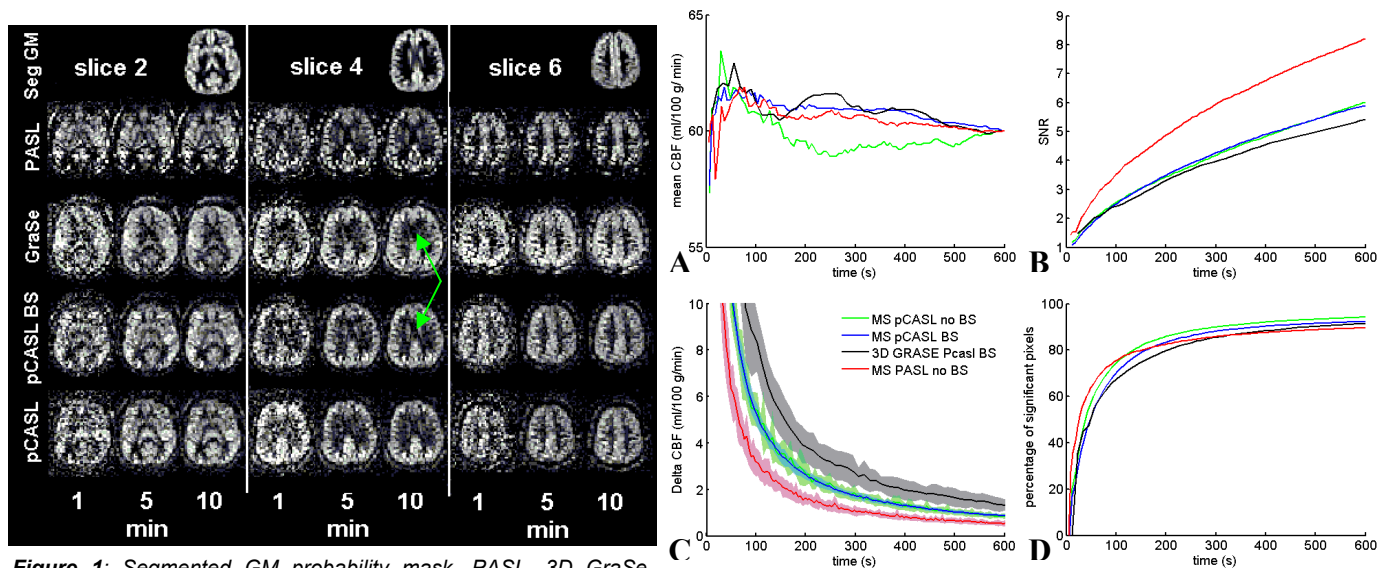 Seg GM
slice 2
slice 4
slice 6
PASL
GraSe
pCASL BS
pCASL
1 5 10
min
1 5 10
min
1 5 10
min
Figure 1: Segmented GM probability mask, PASL, 3D GraSe,
65
60
55
mean CBF (ml/100 g/ min)
0 100 200 300 400 500 600
time (s)
A
9
8
7
6
5
4
3
2
1
SNR
0 100 200 300 400 500 600
time (s)
B
10
8
6
4
2
0
Delta CBF (ml/100 g/min)
MS pCASL no BS
MS pCASL BS
3D GRASE Pcasl BS
MS PASL no BS
0 100 200 300 400 500 600
time (s)
C
100
80
60
40
20
0
percentage of significant pixels
0 100 200 300 400 500 600
time (s)
D